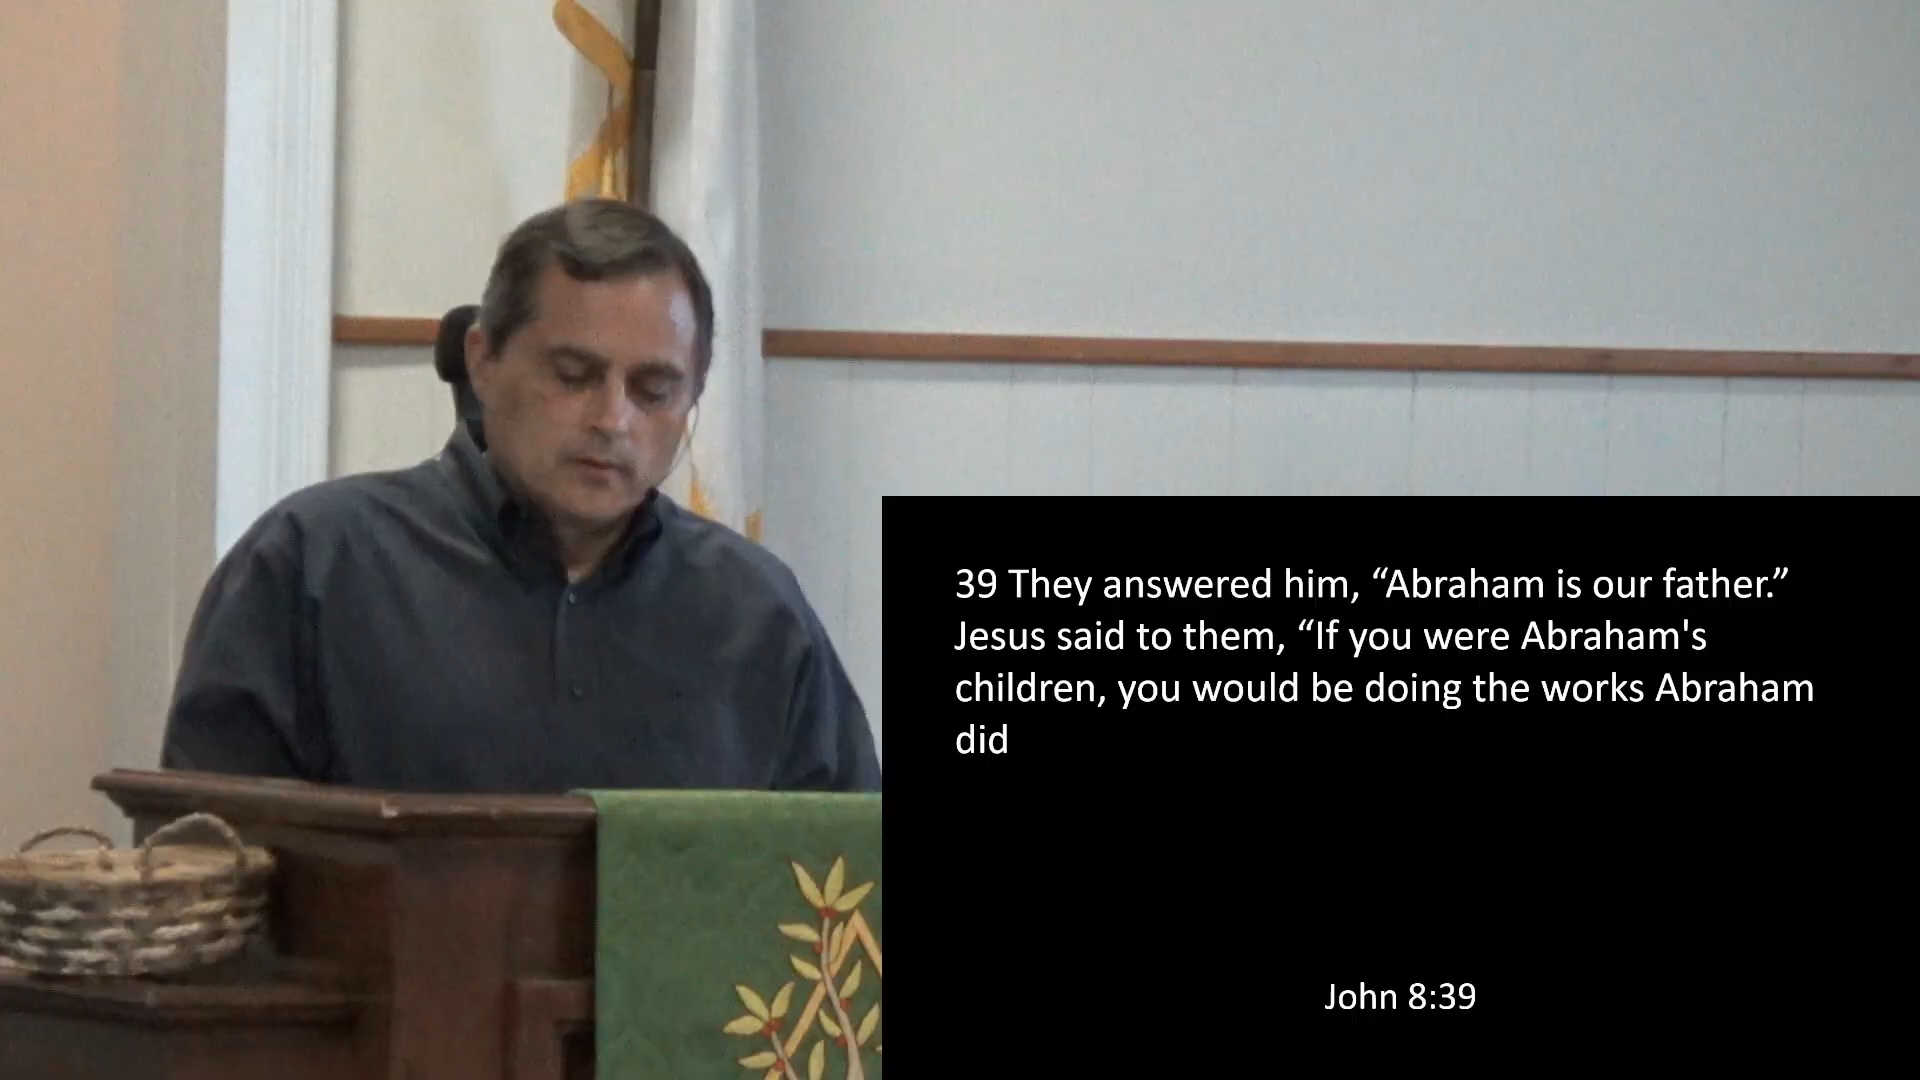 39 They answered him, “Abraham is our father.”
Jesus said to them, “If you were Abraham's
children, you would be doing the works Abraham
did
John 8:39